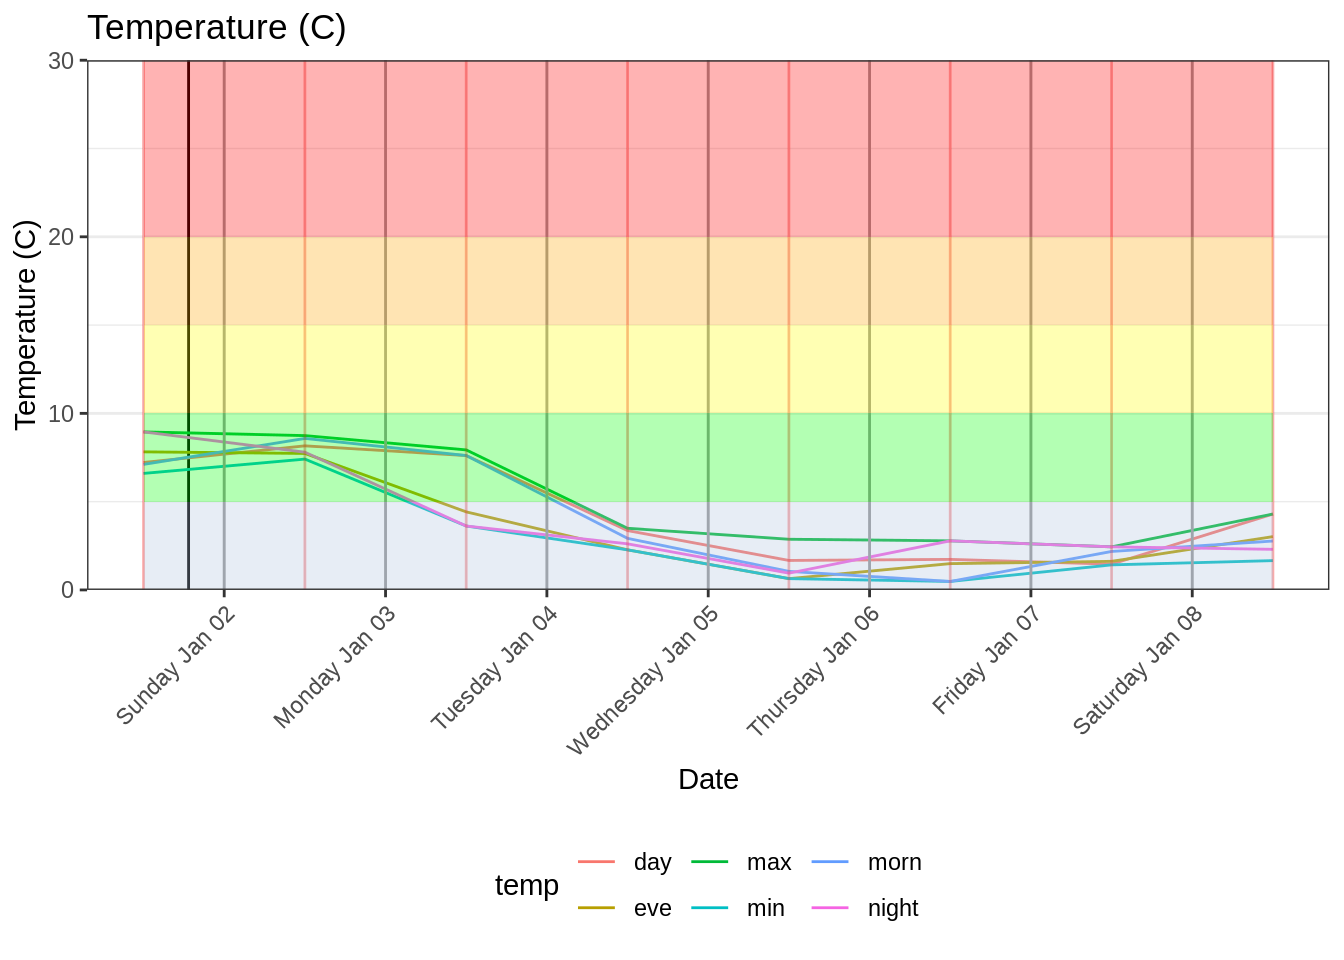 Temperature (C)
30
20
10
0
Temperature (C)
Sunday Jan 02
Monday Jan 03
Tuesday Jan 04
Wednesday Jan 05
Thursday Jan 06
Friday Jan 07
Saturday Jan 08
Date
temp
day
max
morn
eve
min
night